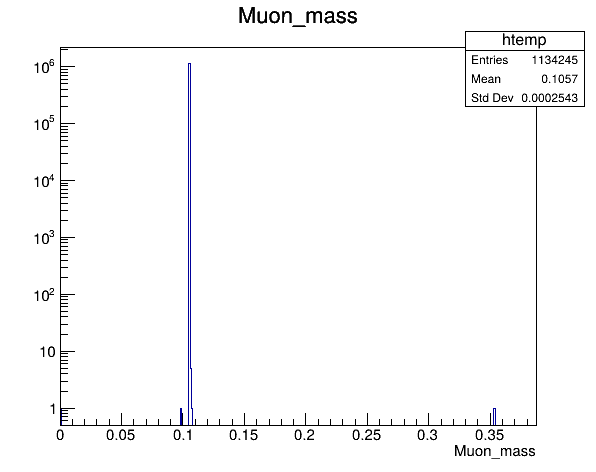 Muon_mass
htemp
Entries 1134245
Mean 0.1057
Std Dev 0.0002543
10^6
10^5
10^4
10^3
10^2
10
1
0 0.05 0.1 0.15 0.2 0.25 0.3 0.35
Muon_mass